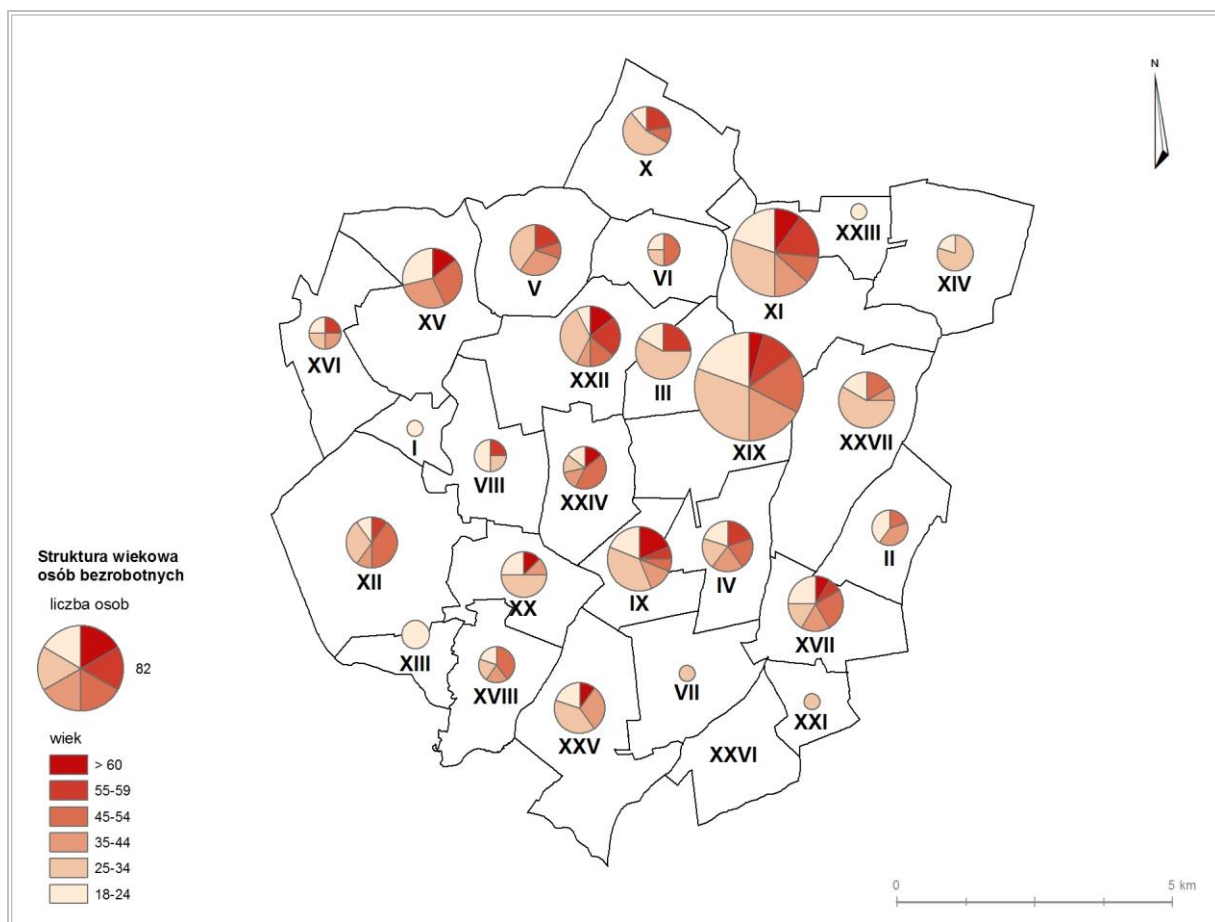 N
X
XXIII
XIV
VI
V
XI
XV
XVI
XXII
III
XIX
XXVII
I
VIII
XXIV
II
XII
XX
IX
IV
XVII
XIII
XVIII
VII
XXI
XXV
XXVI
Struktura wiekowa
osób bezrobotnych
liczba osob
82
wiek
> 60
55-59
45-54
35-44
25-34
18-24
0 5 km